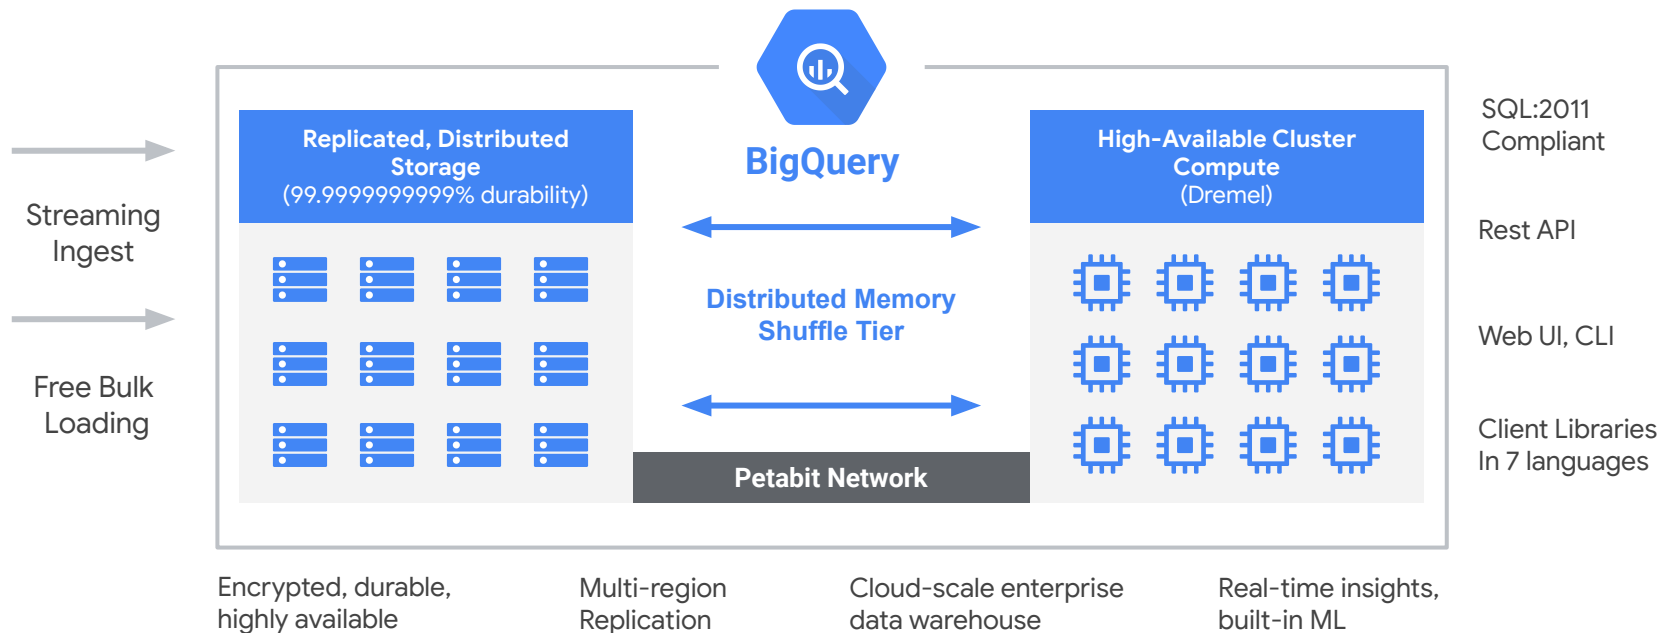 Streaming
Ingest
Free Bulk
Loading
Replicated, Distributed
Storage
(99.9999999999% durability)
BigQuery
Distributed Memory
Shuffle Tier
Petabit Network
High-Available Cluster
Compute
(Dremel)
SQL:2011
Compliant
Rest API
Web UI, CLI
Client Libraries
In 7 languages
Encrypted, durable,
highly available
Multi-region
Replication
Cloud-scale enterprise
data warehouse
Real-time insights,
built-in ML